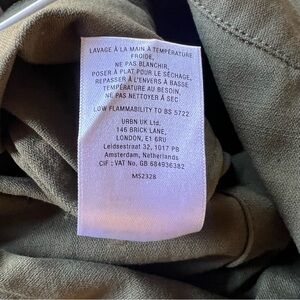 LAVAGE À LA MAIN À TEMPÉRATURE
FROIDE,
NE PAS BLANCHIR,
POSER À PLAT POUR LE SÉCHAGE,
REPASSER À L'ENVERS À BASSE
TEMPÉRATURE AU BESOIN,
NE PAS NETTOYER À SEC
LOW FLAMMABILITY TO BS 5722
URBN UK Ltd.
146 BRICK LANE,
LONDON, E1 6RU
Leidsestraat 32, 1017 PB
Amsterdam, Netherlands
CIF : VAT No. GB 684936382
MS2328